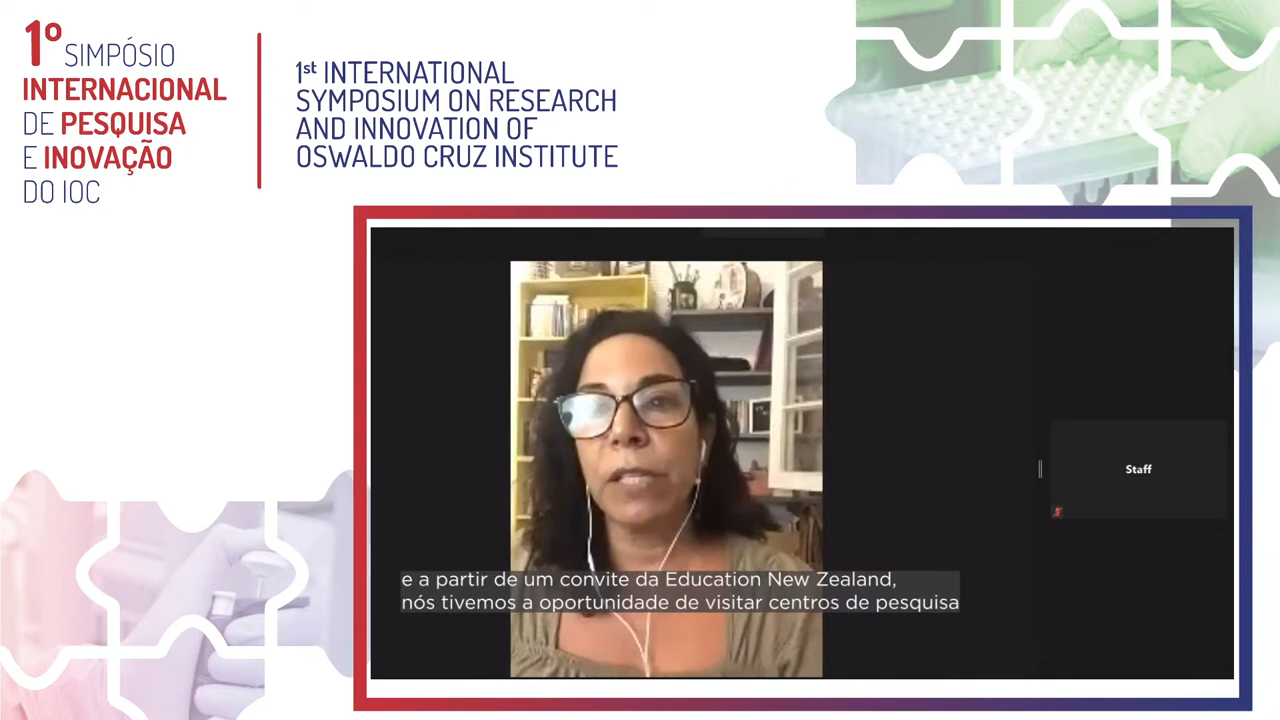 1º SIMPÓSIO
INTERNACIONAL
DE PESQUISA
E INOVAÇÃO
DO IOC
1st INTERNATIONAL
SYMPOSIUM ON RESEARCH
AND INNOVATION OF
OSWALDO CRUZ INSTITUTE
Staff
e a partir de um convite da Education New Zealand,
nós tivemos a oportunidade de visitar centros de pesquisa